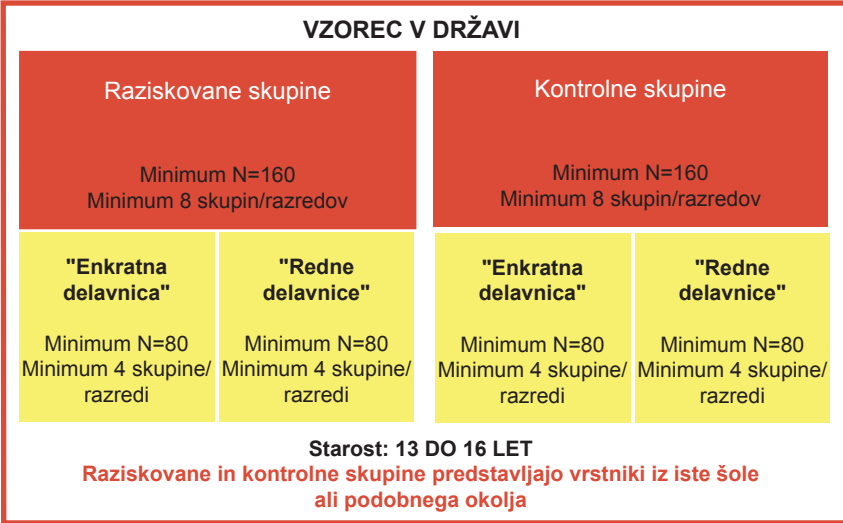 VZOREC V DRŽAVI
Raziskovane skupine
Minimum N=160
Minimum 8 skupin/razredov
Kontrolne skupine
Minimum N=160
Minimum 8 skupin/razredov
"Enkratna
delavnica"
Minimum N=80
Minimum 4 skupine/
razredi
"Redne
delavnice"
Minimum N=80
Minimum 4 skupine/
razredi
"Enkratna
delavnica"
Minimum N=80
Minimum 4 skupine/
razredi
"Redne
delavnice"
Minimum N=80
Minimum 4 skupine/
razredi
Starost: 13 DO 16 LET
Raziskovane in kontrolne skupine predstavljajo vrstniki iz iste šole
ali podobnega okolja